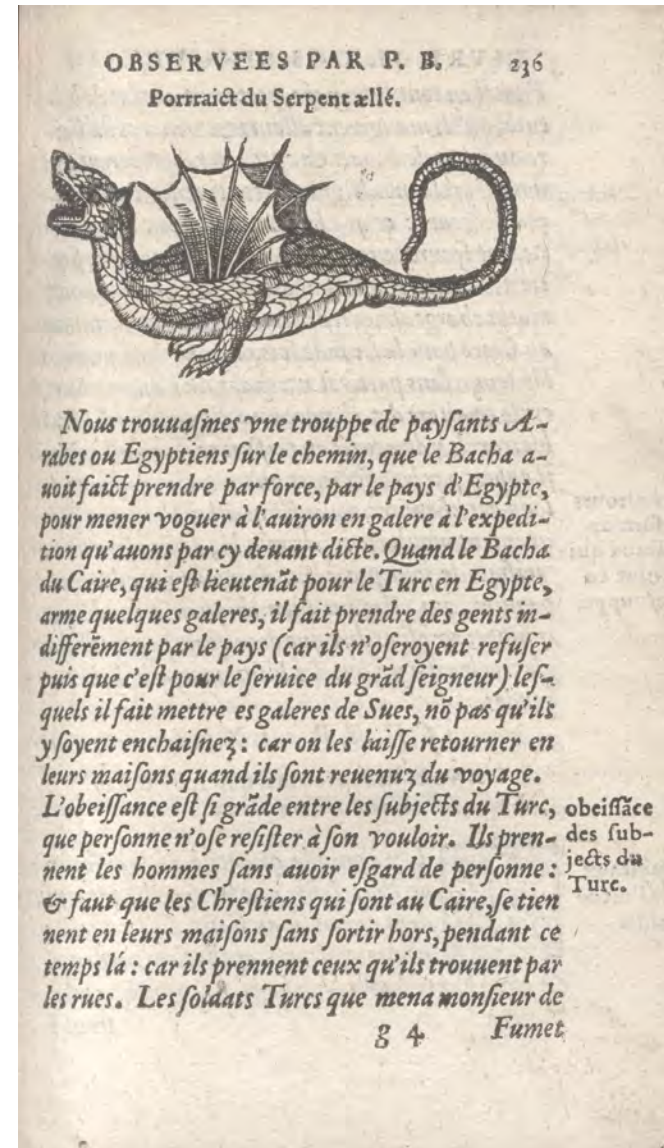 OBSERVEES PAR P. B. 236
Portraict du Serpent ællé.
Nous trouuaſmes vne trouppe de payſants A-
rabes ou Egyptiens ſur le chemin, que le Bacha a-
uoit faict prendre par force, par le pays d'Egypte,
pour mener voguer à l'auiron en galere à l'expedi-
tion qu'auons par cy deuant dicte. Quand le Bacha
du Caire, qui eſt lieutenãt pour le Turc en Egypte,
arme quelques galeres, il fait prendre des gents in-
differẽment par le pays (car ils n'oſeroyent refuſer
puis que c'eſt pour le ſeruice du grãd ſeigneur) leſ-
quels il fait mettre es galeres de Sues, nõ pas qu'ils
y ſoyent enchaiſnez: car on les laiſſe retourner en
leurs maiſons quand ils ſont reuenuz du voyage.
L'obeiſſance eſt ſi grãde entre les ſubiects du Turc,
que perſonne n'oſe reſiſter à ſon vouloir. Ils pren-
nent les hommes ſans auoir eſgard de perſonne:
& faut que les Chreſtiens qui ſont au Caire, ſe tien
nent en leurs maiſons ſans ſortir hors, pendant ce
temps lá: car ils prennent ceux qu'ils trouuent par
les rues. Les ſoldats Turcs que mena monſieur de
obeiſſãce
des ſub-
jects du
Turc.
g 4 Fumet